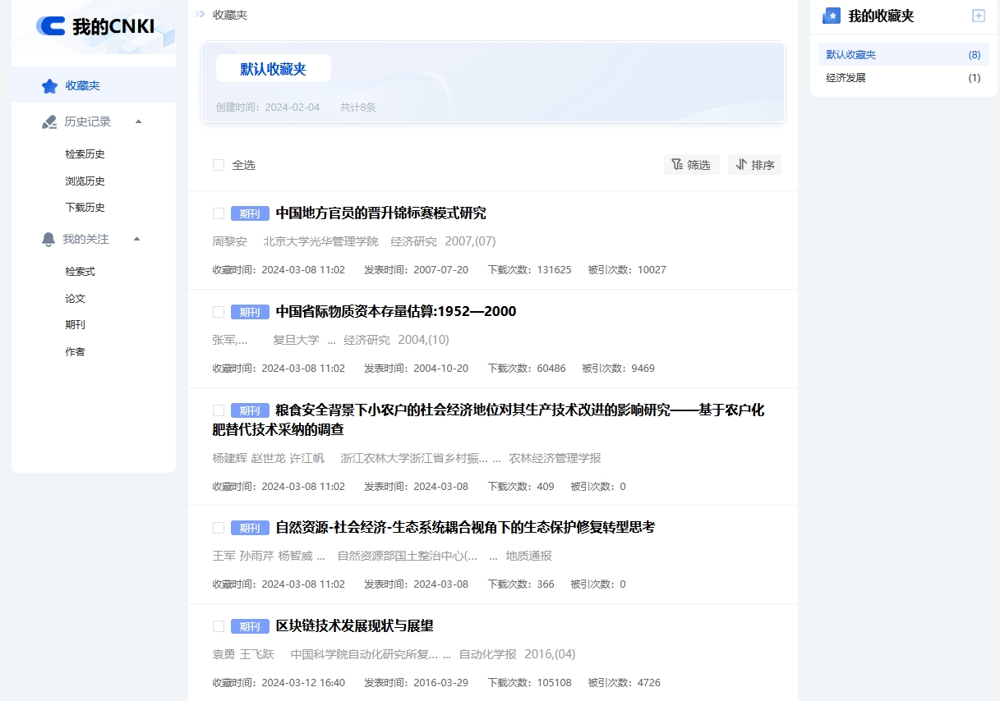 我的CNKI
收藏夹
历史记录
检索历史
浏览历史
下载历史
我的关注
检索式
论文
期刊
作者
收藏夹
默认收藏夹
创建时间：2024-02-04 共计8条
全选 筛选 排序
期刊 中国地方官员的晋升锦标赛模式研究
周黎安 北京大学光华管理学院 经济研究 2007,(07)
收藏时间：2024-03-08 11:02 发表时间：2007-07-20 下载次数：131625 被引次数：10027
期刊 中国省际物质资本存量估算:1952—2000
张军,... 复旦大学 ... 经济研究 2004,(10)
收藏时间：2024-03-08 11:02 发表时间：2004-10-20 下载次数：60486 被引次数：9469
期刊 粮食安全背景下小农户的社会经济地位对其生产技术改进的影响研究——基于农户化
肥替代技术采纳的调查
杨建辉 赵世龙 许江帆 浙江农林大学浙江省乡村振... ... 农林经济管理学报
收藏时间：2024-03-08 11:02 发表时间：2024-03-08 下载次数：409 被引次数：0
期刊 自然资源-社会经济-生态系统耦合视角下的生态保护修复转型思考
王军 孙雨芹 杨智威 ... 自然资源部国土整治中心(... ... 地质通报
收藏时间：2024-03-08 11:02 发表时间：2024-03-08 下载次数：366 被引次数：0
期刊 区块链技术发展现状与展望
袁勇 王飞跃 中国科学院自动化研究所复... ... 自动化学报 2016,(04)
收藏时间：2024-03-12 16:40 发表时间：2016-03-29 下载次数：105108 被引次数：4726
我的收藏夹
默认收藏夹 (8)
经济发展 (1)